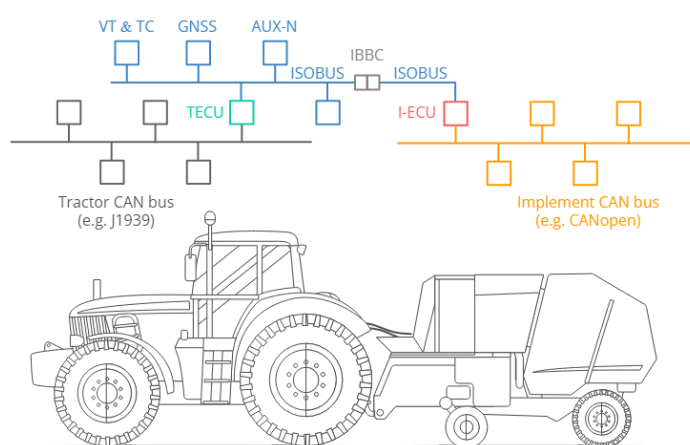 VT & TC GNSS AUX-N
IBBC
ISOBUS ISOBUS
TECU I-ECU
Tractor CAN bus
(e.g. J1939)
Implement CAN bus
(e.g. CANopen)